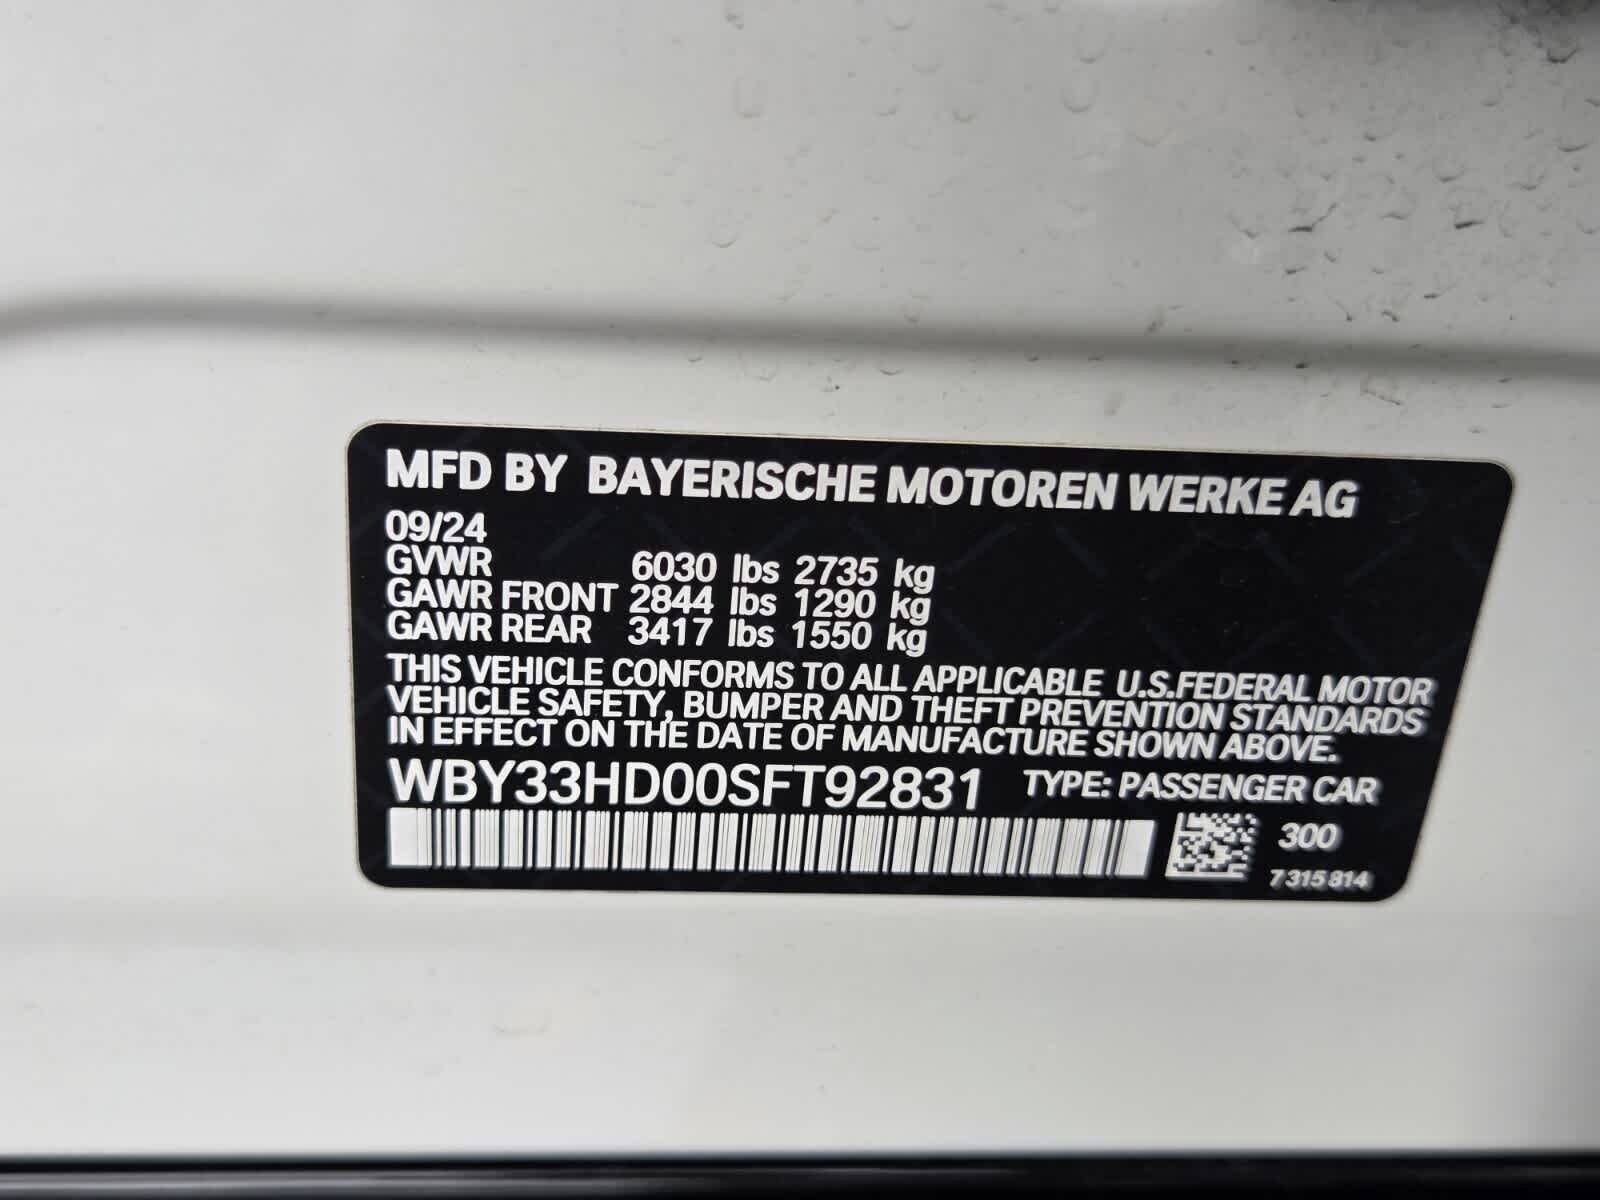 MFD BY BAYERISCHE MOTOREN WERKE AG
09/24
GVWR 6030 lbs 2735 kg
GAWR FRONT 2844 lbs 1290 kg
GAWR REAR 3417 lbs 1550 kg
THIS VEHICLE CONFORMS TO ALL APPLICABLE U.S.FEDERAL MOTOR
VEHICLE SAFETY, BUMPER AND THEFT PREVENTION STANDARDS
IN EFFECT ON THE DATE OF MANUFACTURE SHOWN ABOVE.
WBY33HD00SFT92831 TYPE: PASSENGER CAR
300
7 315 814